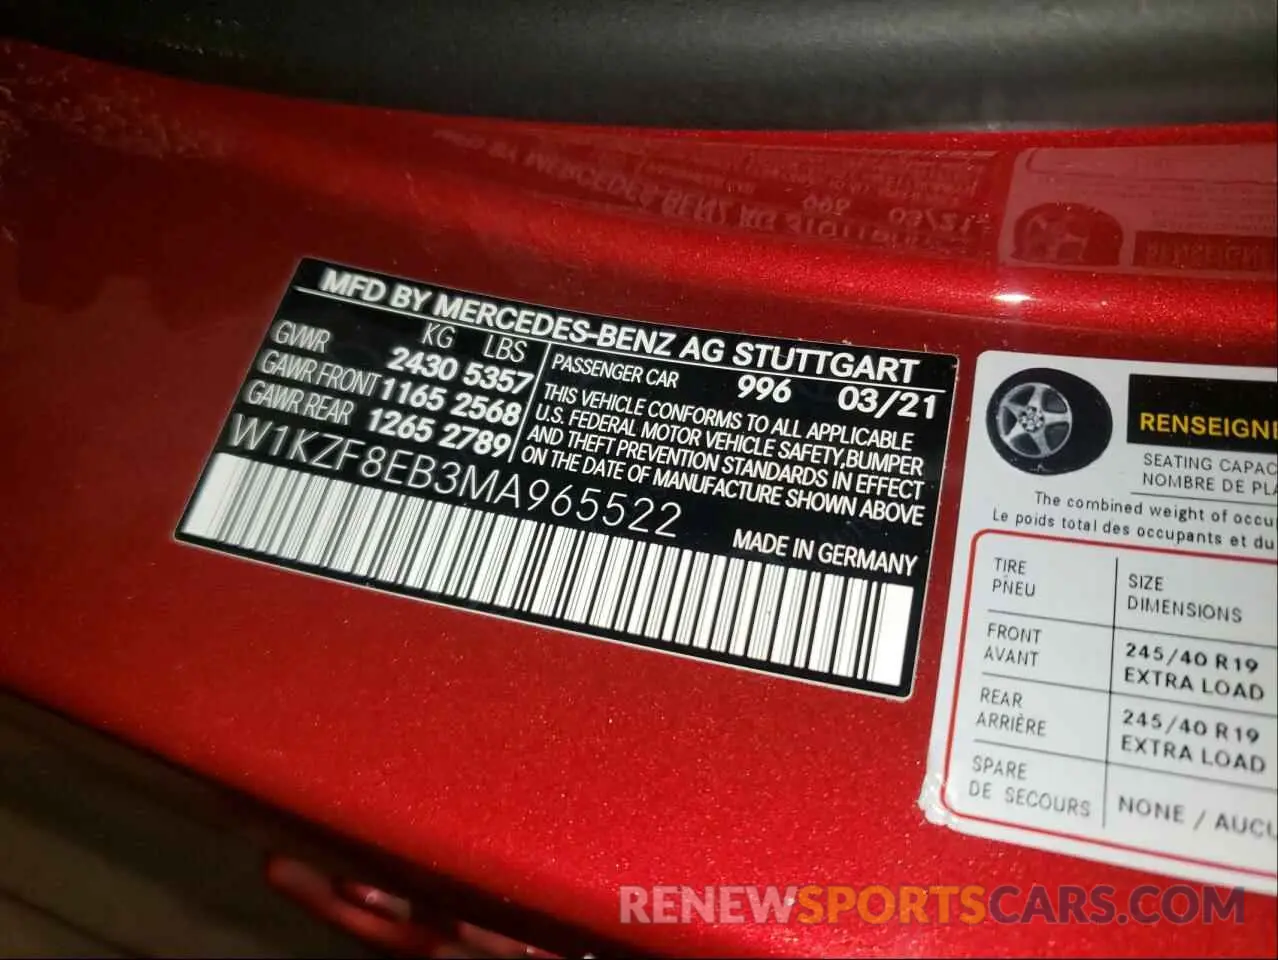 MFD BY MERCEDES-BENZ AG STUTTGART
KG LBS
GVWR 2430 5357
GAWR FRONT 1165 2568
GAWR REAR 1265 2789
PASSENGER CAR 996 03/21
THIS VEHICLE CONFORMS TO ALL APPLICABLE
U.S. FEDERAL MOTOR VEHICLE SAFETY, BUMPER
AND THEFT PREVENTION STANDARDS IN EFFECT
ON THE DATE OF MANUFACTURE SHOWN ABOVE
W1KZF8EB3MA965522
MADE IN GERMANY
RENSEIGNE
SEATING CAPAC
NOMBRE DE PLA
The combined weight of occu
Le poids total des occupants et du
TIRE
PNEU
SIZE
DIMENSIONS
FRONT
AVANT
245/40 R19
EXTRA LOAD
REAR
ARRIÈRE
245/40 R19
EXTRA LOAD
SPARE
DE SECOURS
NONE / AUCU
RENEWSPORTSCARS.COM